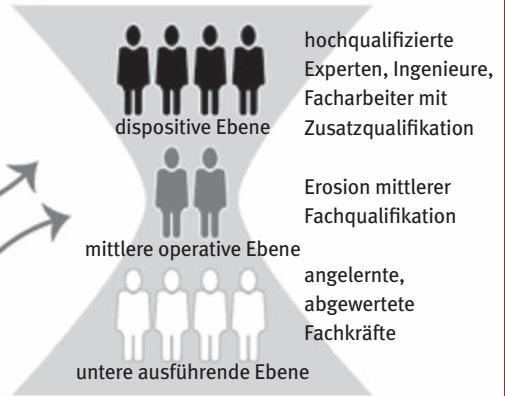 hochqualifizierte
Experten, Ingenieure,
Facharbeiter mit
Zusatzqualifikation
dispositive Ebene
Erosion mittlerer
Fachqualifikation
mittlere operative Ebene
angelernte,
abgewertete
Fachkräfte
untere ausführende Ebene